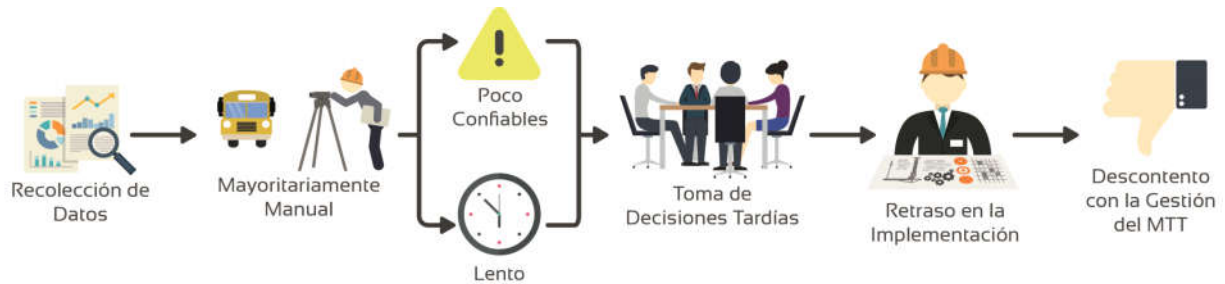 Recolección de
Datos
Mayoritariamente
Manual
Poco
Confiables
Lento
Toma de
Decisiones Tardías
Retraso en la
Implementación
Descontento
con la Gestión
del MTT